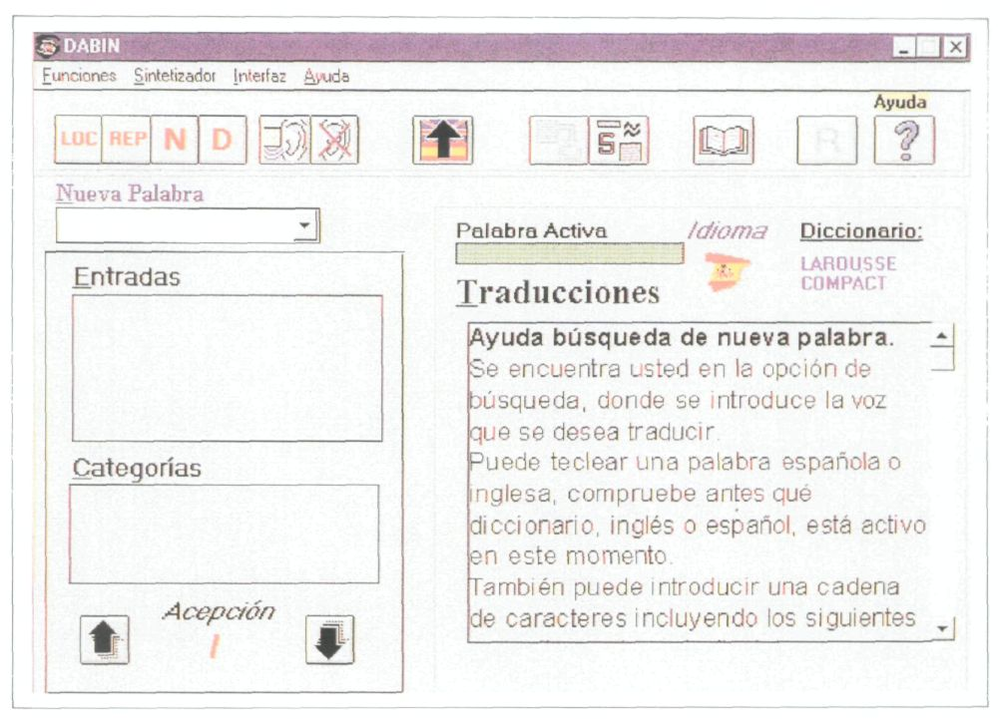 DABIN
Funciones Sintetizador Interfaz Ayuda
Ayuda
LOC REP N D S R ?
Nueva Palabra
Palabra Activa Idioma Diccionario:
LAROUSSE
COMPACT
Entradas
Traducciones
Ayuda búsqueda de nueva palabra.
Se encuentra usted en la opción de
búsqueda, donde se introduce la voz
que se desea traducir.
Puede teclear una palabra española o
inglesa, compruebe antes qué
diccionario, inglés o español, está activo
en este momento.
También puede introducir una cadena
de caracteres incluyendo los siguientes
Categorías
Acepción
1